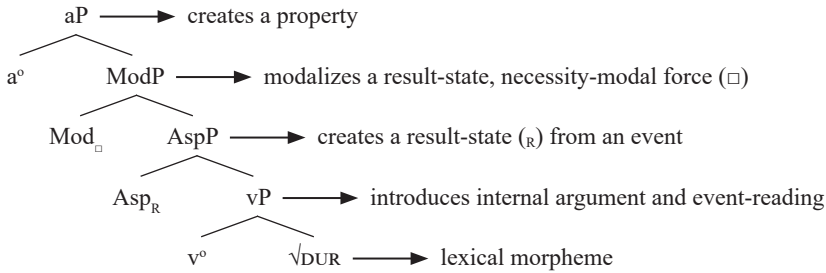 aP creates a property
aº ModP modalizes a result-state, necessity-modal force (□)
Mod□ AspP creates a result-state (R) from an event
AspR vP introduces internal argument and event-reading
vº √DUR lexical morpheme